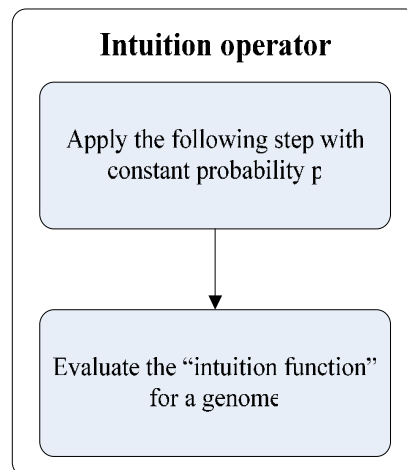 Intuition operator
Apply the following step with
constant probability p
Evaluate the “intuition function”
for a genome